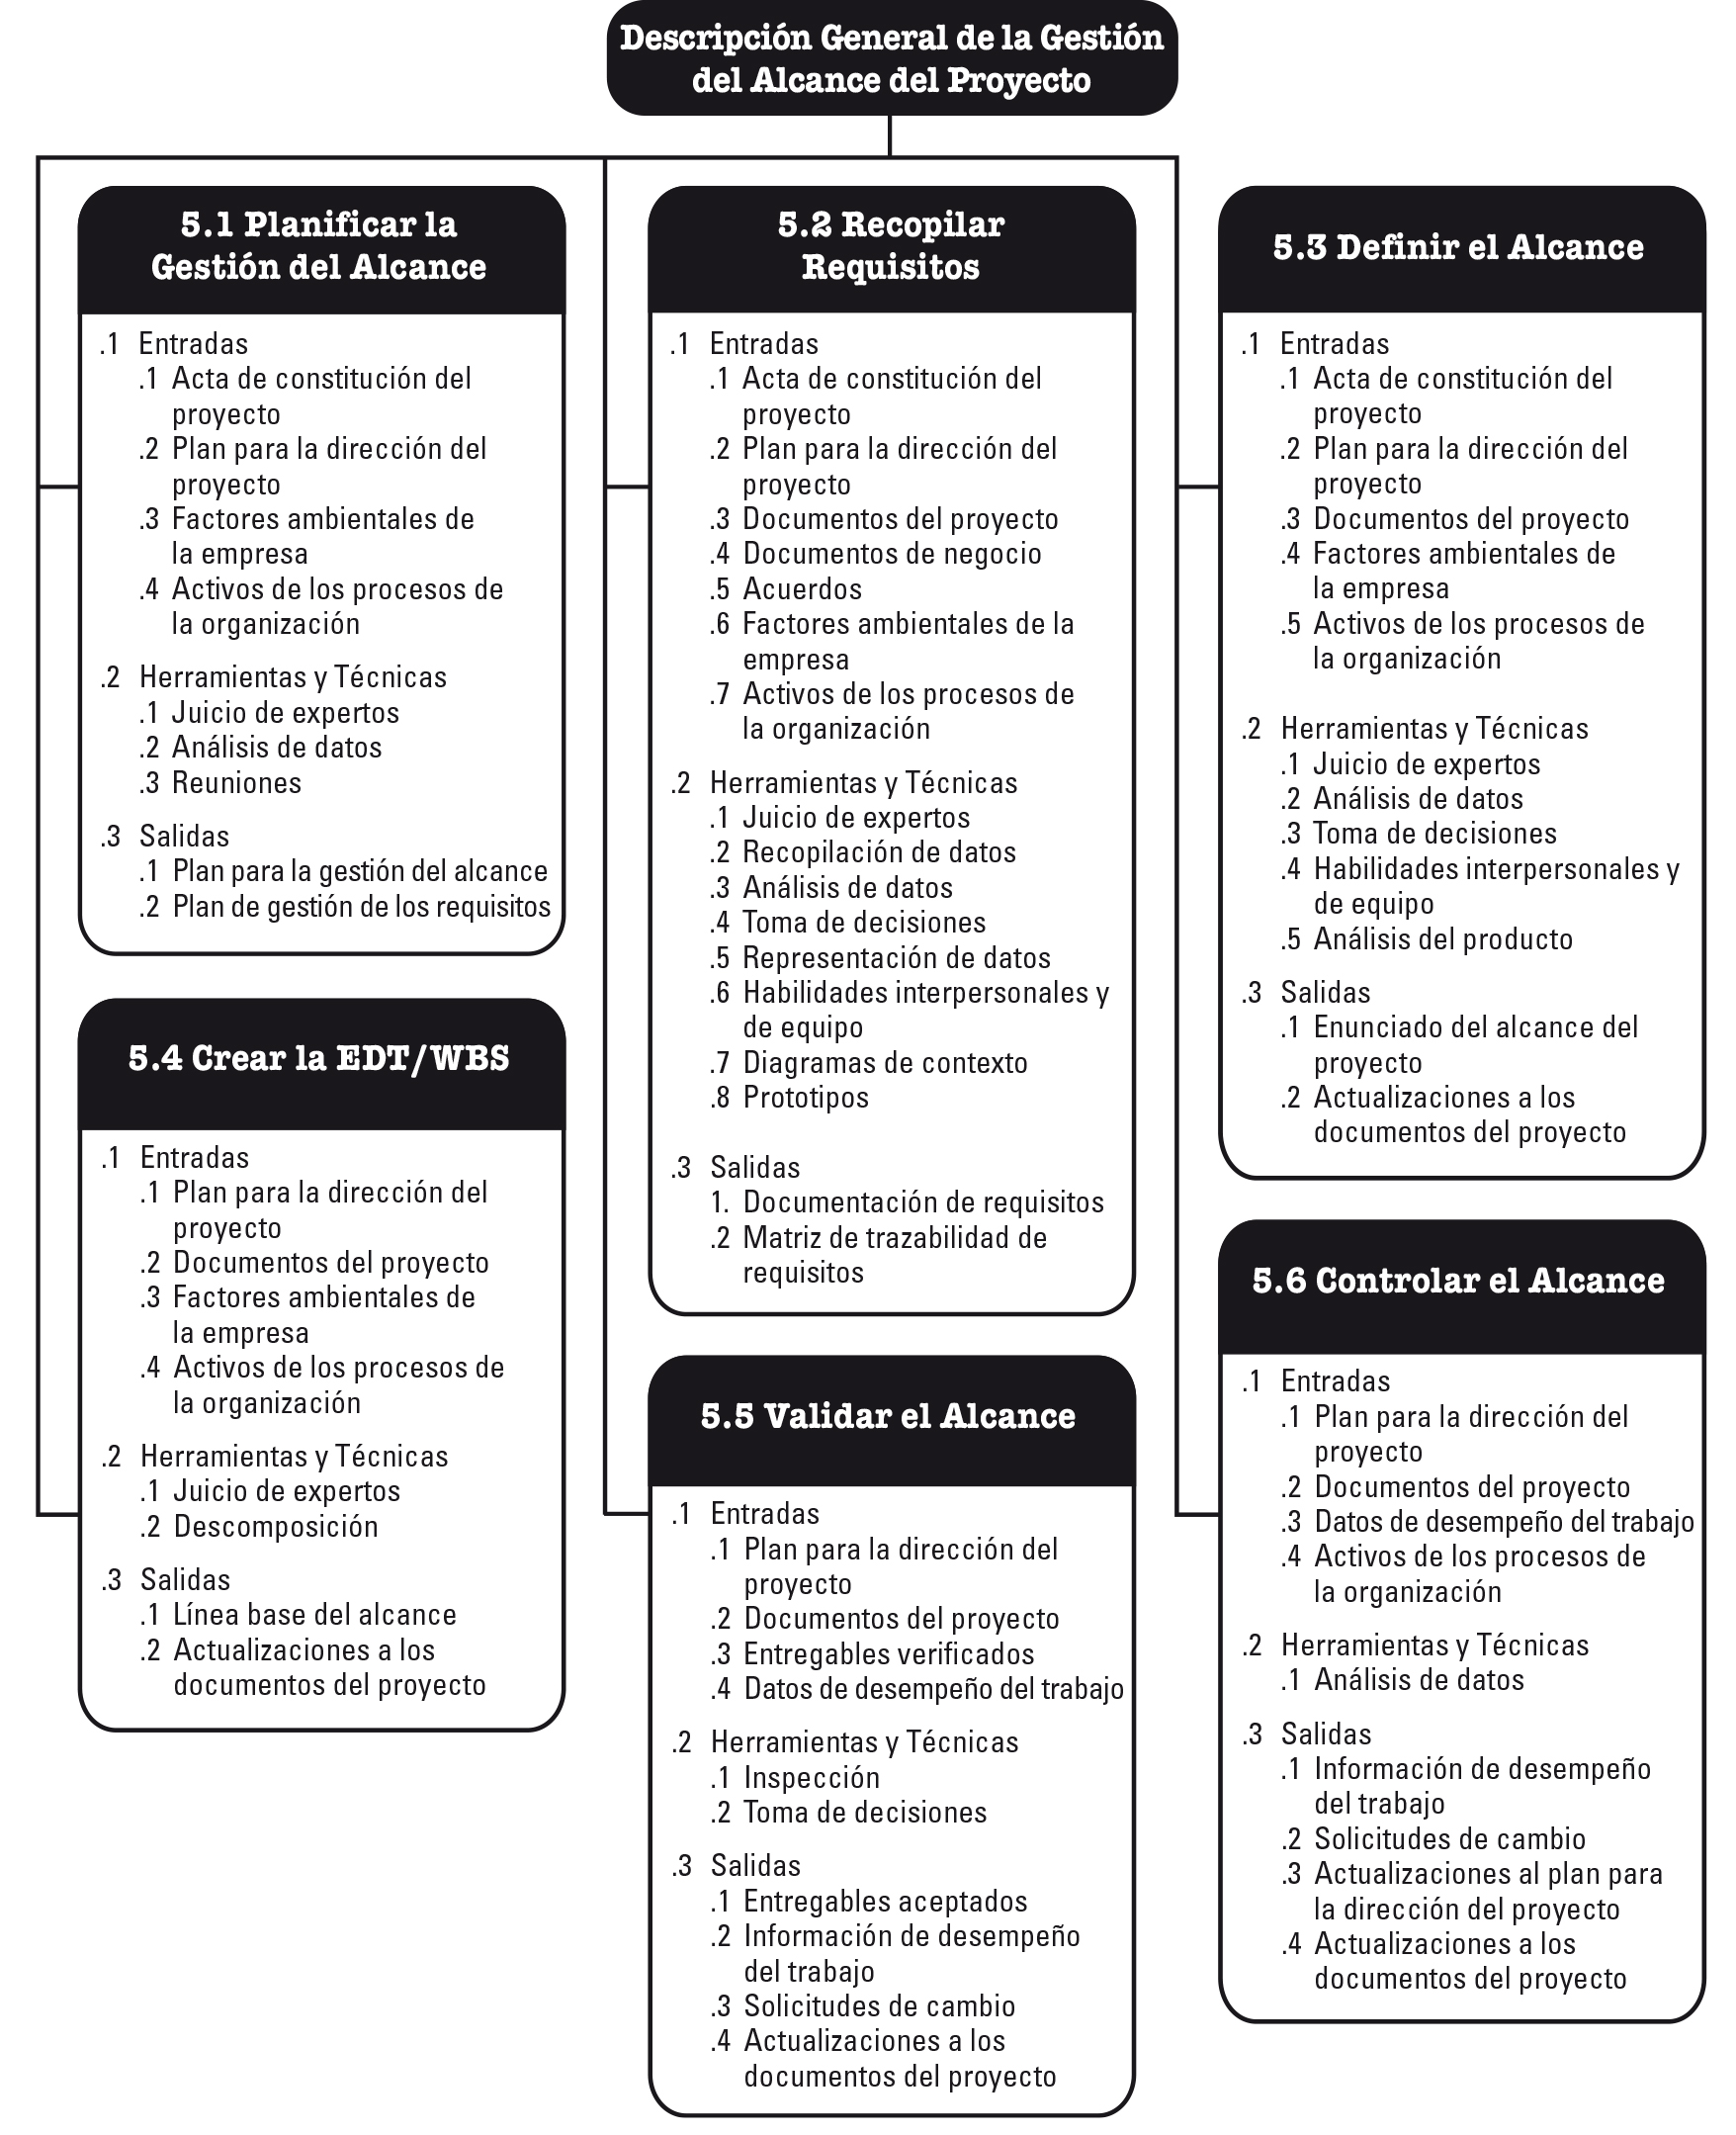 Descripción General de la Gestión
del Alcance del Proyecto
5.1 Planificar la
Gestión del Alcance
.1 Entradas
.1 Acta de constitución del
proyecto
.2 Plan para la dirección del
proyecto
.3 Factores ambientales de
la empresa
.4 Activos de los procesos de
la organización
.2 Herramientas y Técnicas
.1 Juicio de expertos
.2 Análisis de datos
.3 Reuniones
.3 Salidas
.1 Plan para la gestión del alcance
.2 Plan de gestión de los requisitos
5.2 Recopilar
Requisitos
.1 Entradas
.1 Acta de constitución del
proyecto
.2 Plan para la dirección del
proyecto
.3 Documentos del proyecto
.4 Documentos de negocio
.5 Acuerdos
.6 Factores ambientales de la
empresa
.7 Activos de los procesos de
la organización
.2 Herramientas y Técnicas
.1 Juicio de expertos
.2 Recopilación de datos
.3 Análisis de datos
.4 Toma de decisiones
.5 Representación de datos
.6 Habilidades interpersonales y
de equipo
.7 Diagramas de contexto
.8 Prototipos
.3 Salidas
1. Documentación de requisitos
.2 Matriz de trazabilidad de
requisitos
5.3 Definir el Alcance
.1 Entradas
.1 Acta de constitución del
proyecto
.2 Plan para la dirección del
proyecto
.3 Documentos del proyecto
.4 Factores ambientales de
la empresa
.5 Activos de los procesos de
la organización
.2 Herramientas y Técnicas
.1 Juicio de expertos
.2 Análisis de datos
.3 Toma de decisiones
.4 Habilidades interpersonales y
de equipo
.5 Análisis del producto
.3 Salidas
.1 Enunciado del alcance del
proyecto
.2 Actualizaciones a los
documentos del proyecto
5.4 Crear la EDT/WBS
.1 Entradas
.1 Plan para la dirección del
proyecto
.2 Documentos del proyecto
.3 Factores ambientales de
la empresa
.4 Activos de los procesos de
la organización
.2 Herramientas y Técnicas
.1 Juicio de expertos
.2 Descomposición
.3 Salidas
.1 Línea base del alcance
.2 Actualizaciones a los
documentos del proyecto
5.5 Validar el Alcance
.1 Entradas
.1 Plan para la dirección del
proyecto
.2 Documentos del proyecto
.3 Entregables verificados
.4 Datos de desempeño del trabajo
.2 Herramientas y Técnicas
.1 Inspección
.2 Toma de decisiones
.3 Salidas
.1 Entregables aceptados
.2 Información de desempeño
del trabajo
.3 Solicitudes de cambio
.4 Actualizaciones a los
documentos del proyecto
5.6 Controlar el Alcance
.1 Entradas
.1 Plan para la dirección del
proyecto
.2 Documentos del proyecto
.3 Datos de desempeño del trabajo
.4 Activos de los procesos de
la organización
.2 Herramientas y Técnicas
.1 Análisis de datos
.3 Salidas
.1 Información de desempeño
del trabajo
.2 Solicitudes de cambio
.3 Actualizaciones al plan para
la dirección del proyecto
.4 Actualizaciones a los
documentos del proyecto